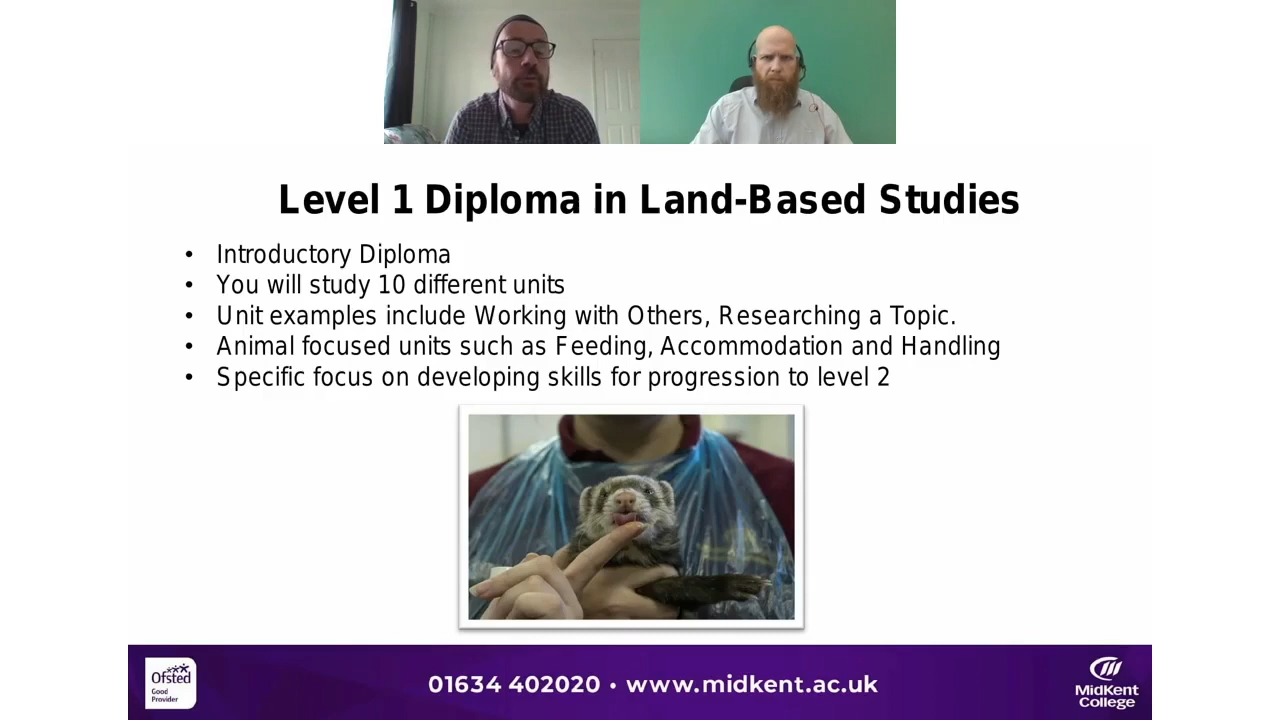 Level 1 Diploma in Land-Based Studies
• Introductory Diploma
• You will study 10 different units
• Unit examples include Working with Others, Researching a Topic.
• Animal focused units such as Feeding, Accommodation and Handling
• Specific focus on developing skills for progression to level 2
Ofsted
Good
Provider
01634 402020 • www.midkent.ac.uk
MidKent
College